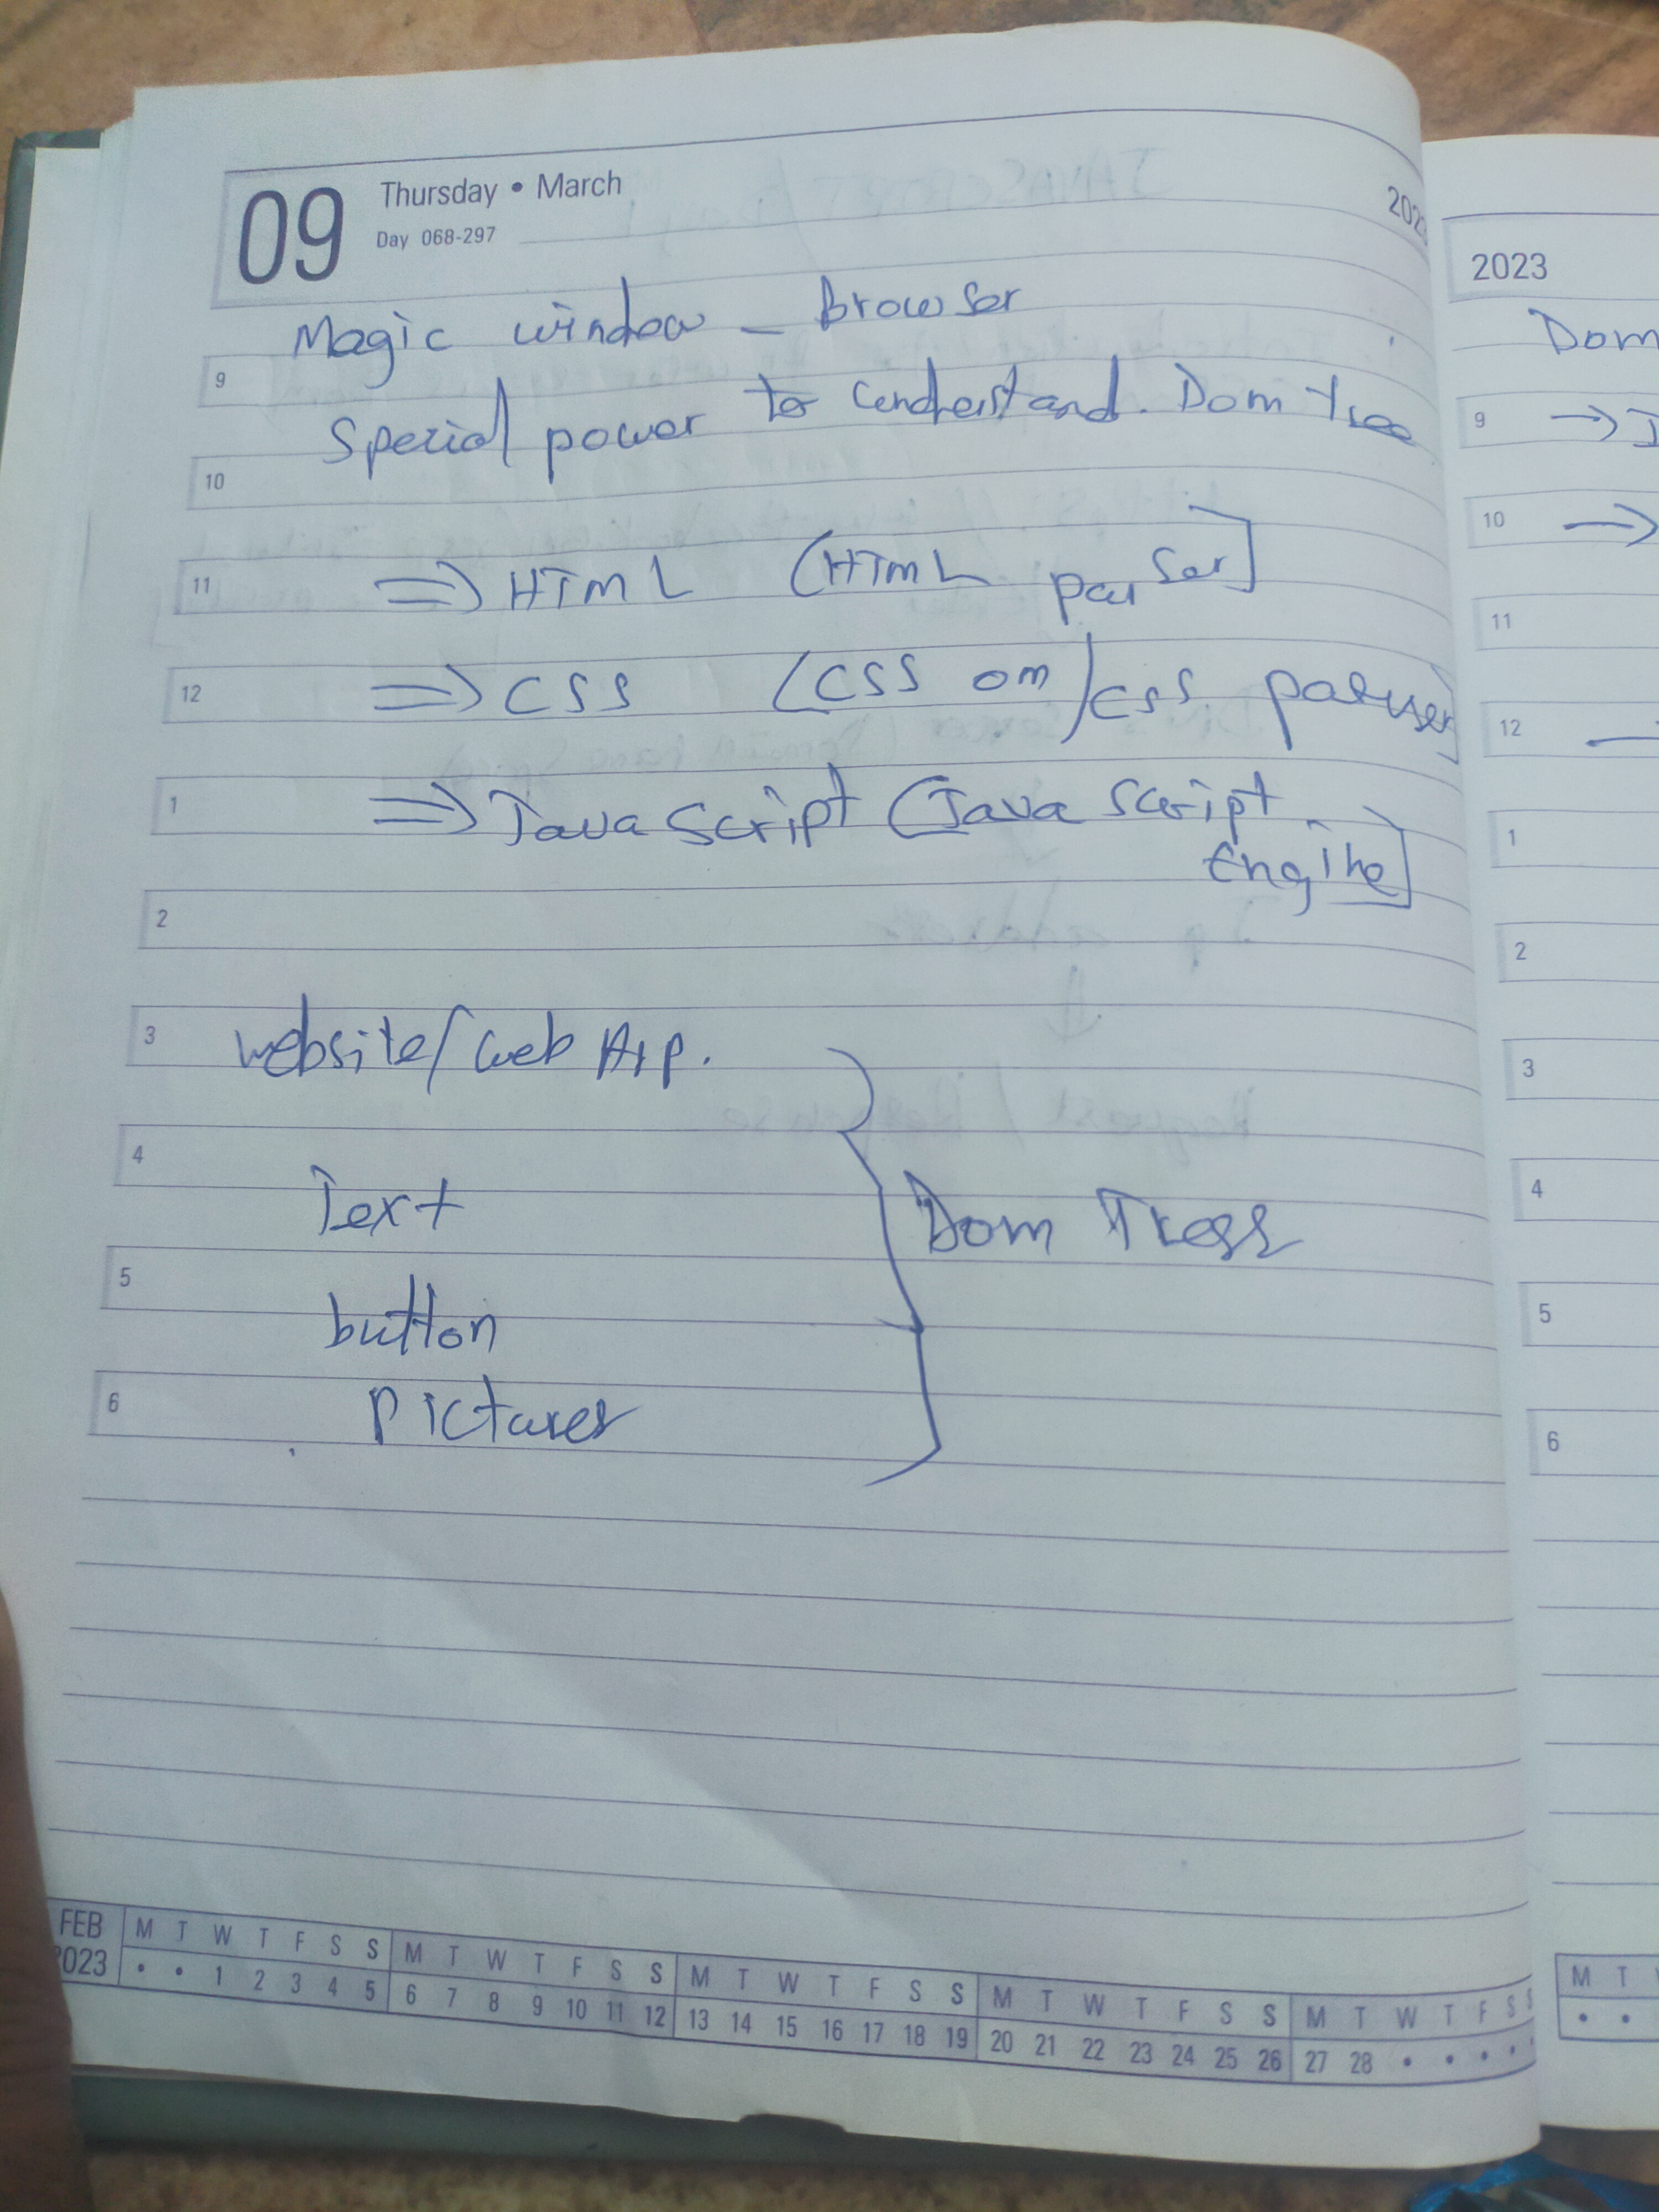 09 Thursday • March
Day 068-297
Magic window - Browser
9
Special power to understand. Dom Tree
10
11 => HTML (HTML parser]
12 => CSS (CSS om) CSS parser]
1 => JavaScript (JavaScript
Engine]
2
3 website/web App.
4
Text
Dom Trees
5
button
6 Pictures
FEB M T W T F S S M T W T F S S M T W T F S S M T W T F S S M T W T F S S
2023 • • 1 2 3 4 5 6 7 8 9 10 11 12 13 14 15 16 17 18 19 20 21 22 23 24 25 26 27 28 • • • • •
2023
Dom
9 →
10 →
11
12
1
2
3
4
5
6
M T
• •